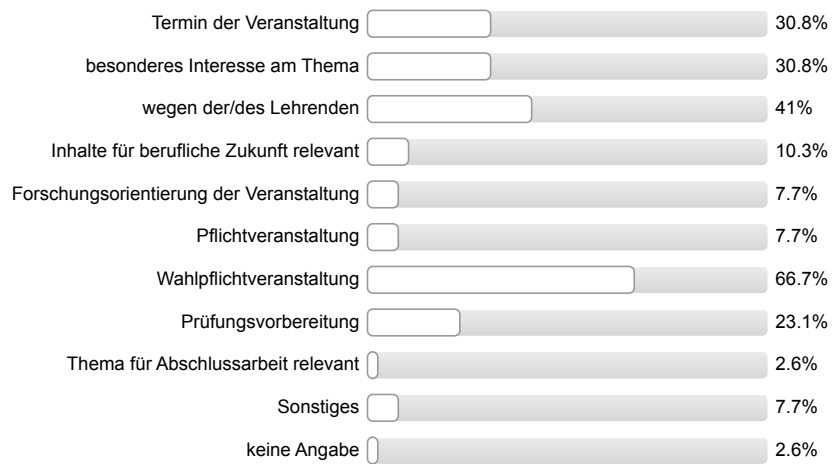 Termin der Veranstaltung 30.8%
besonderes Interesse am Thema 30.8%
wegen der/des Lehrenden 41%
Inhalte für berufliche Zukunft relevant 10.3%
Forschungsorientierung der Veranstaltung 7.7%
Pflichtveranstaltung 7.7%
Wahlpflichtveranstaltung 66.7%
Prüfungsvorbereitung 23.1%
Thema für Abschlussarbeit relevant 2.6%
Sonstiges 7.7%
keine Angabe 2.6%